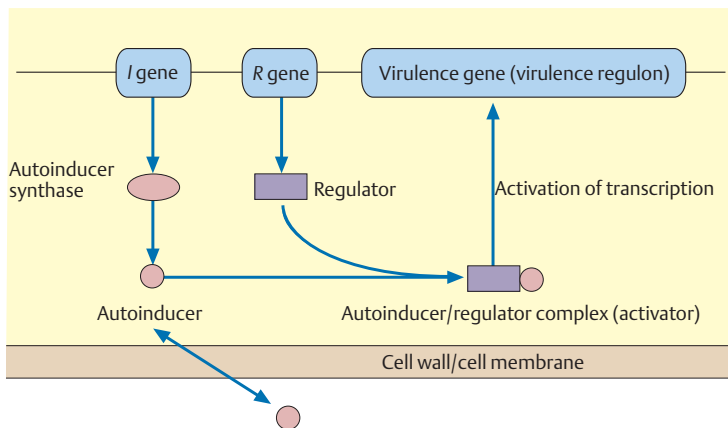 I gene
R gene
Virulence gene (virulence regulon)
Autoinducer
synthase
Regulator
Activation of transcription
Autoinducer
Autoinducer/regulator complex (activator)
Cell wall/cell membrane